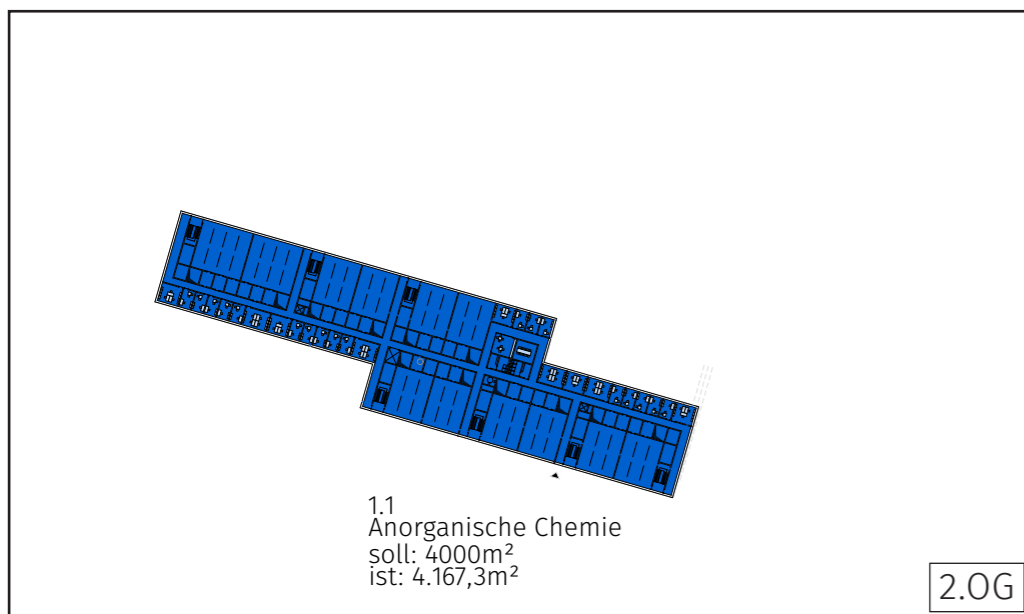 1.1
Anorganische Chemie
soll: 4000m²
ist: 4.167,3m²
2.OG